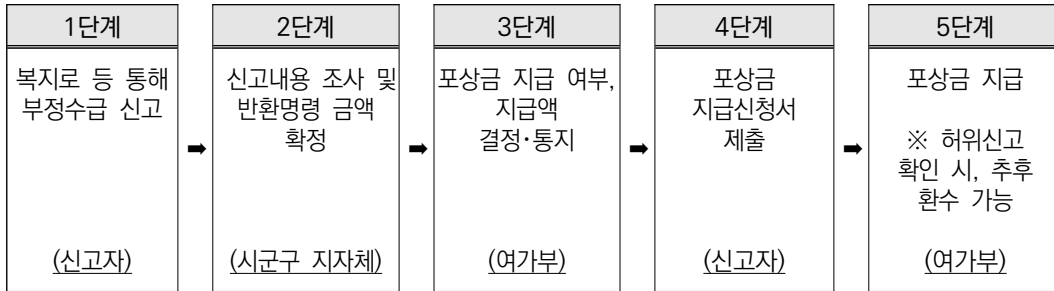 1단계
복지로 등 통해
부정수급 신고
(신고자)
➡
2단계
신고내용 조사 및
반환명령 금액
확정
(시군구 지자체)
➡
3단계
포상금 지급 여부,
지급액
결정·통지
(여가부)
➡
4단계
포상금
지급신청서
제출
(신고자)
➡
5단계
포상금 지급
※ 허위신고
확인 시, 추후
환수 가능
(여가부)